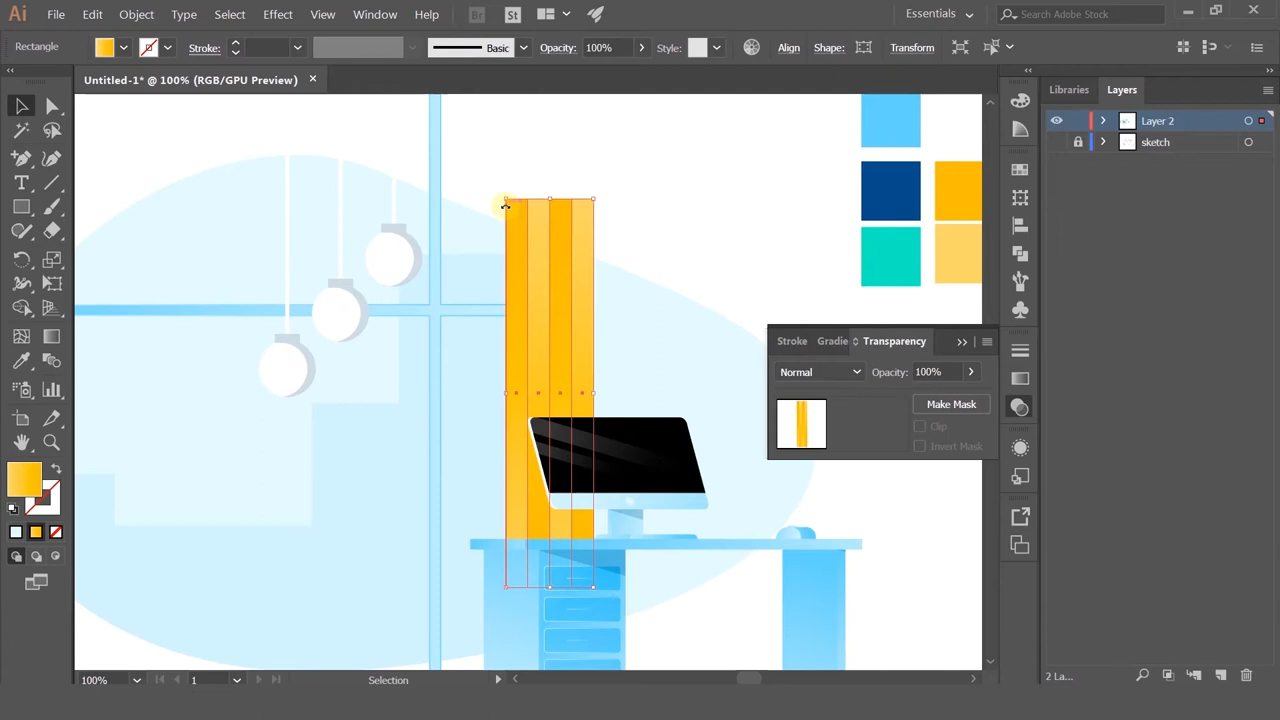 Ai File Edit Object Type Select Effect View Window Help Br St Essentials Search Adobe Stock
Rectangle Stroke: Basic Opacity: 100% Style: Align Shape: Transform
Untitled-1* @ 100% (RGB/GPU Preview)
Libraries Layers
Layer 2
sketch
Stroke Gradie Transparency
Normal Opacity: 100%
Make Mask
Clip
Invert Mask
100% 1 Selection
2 La...